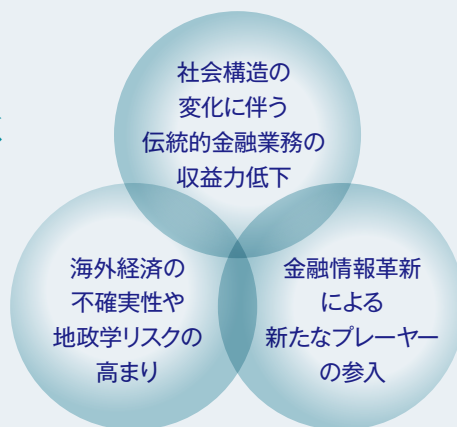 社会構造の
変化に伴う
伝統的金融業務の
収益力低下
海外経済の
不確実性や
地政学リスクの
高まり
金融情報革新
による
新たなプレーヤー
の参入